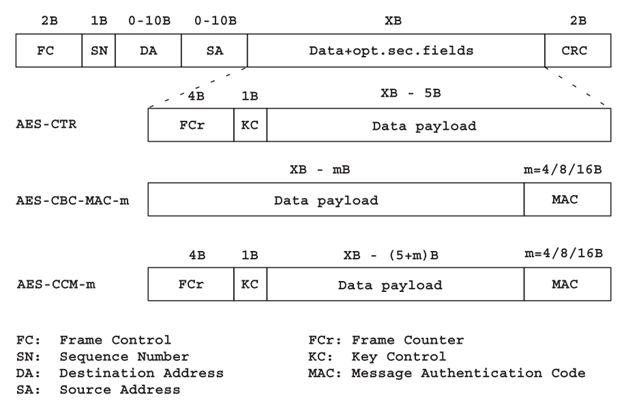 2B 1B 0-10B 0-10B XB 2B
FC SN DA SA Data+opt.sec.fields CRC
4B 1B XB - 5B
AES-CTR FCr KC Data payload
XB - mB m=4/8/16B
AES-CBC-MAC-m Data payload MAC
4B 1B XB - (5+m)B m=4/8/16B
AES-CCM-m FCr KC Data payload MAC
FC: Frame Control FCr: Frame Counter
SN: Sequence Number KC: Key Control
DA: Destination Address MAC: Message Authentication Code
SA: Source Address